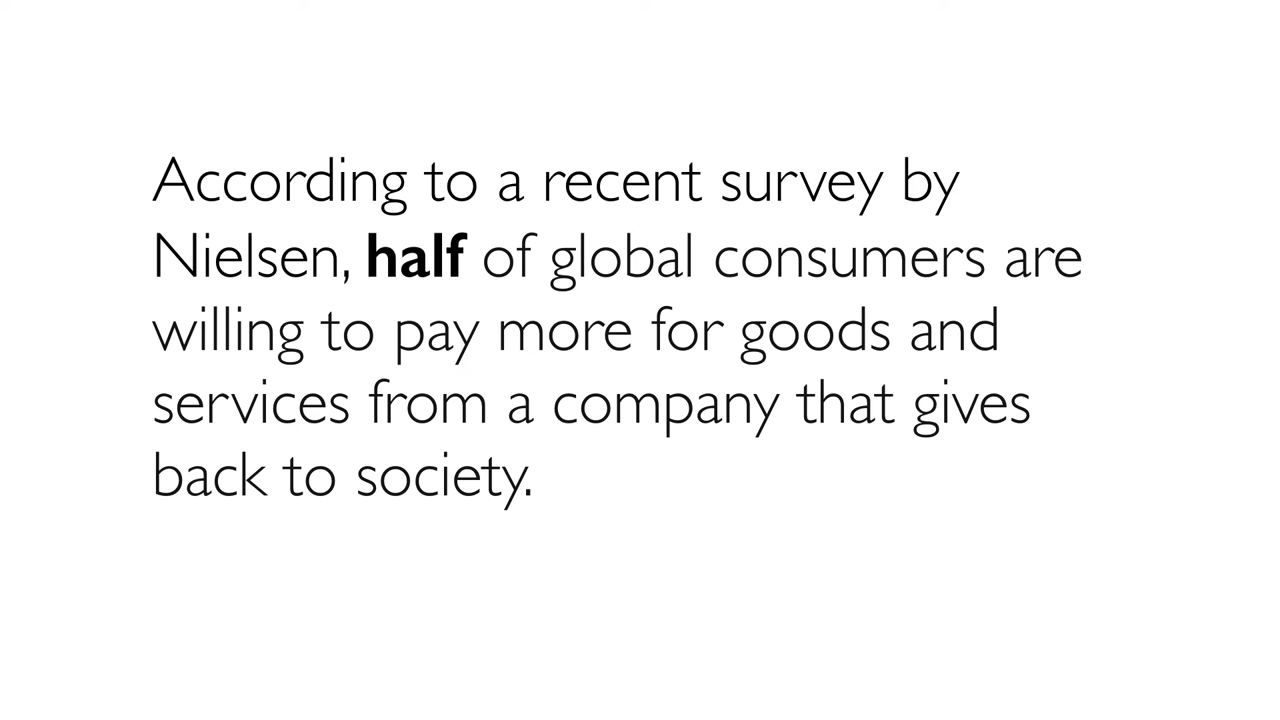 According to a recent survey by
Nielsen, half of global consumers are
willing to pay more for goods and
services from a company that gives
back to society.